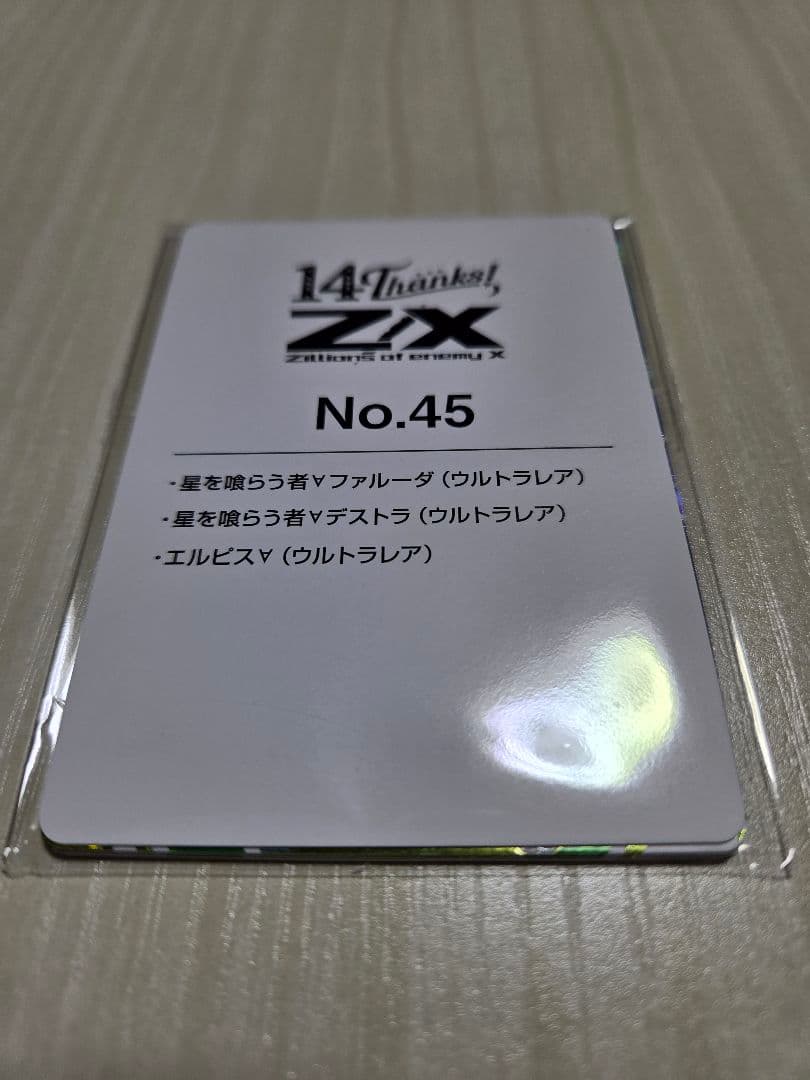 14 Thanks!
Z/X
Zillions of enemy X
No.45
・星を喰らう者∀ファルーダ（ウルトラレア）
・星を喰らう者∀デストラ（ウルトラレア）
・エルピス∀（ウルトラレア）